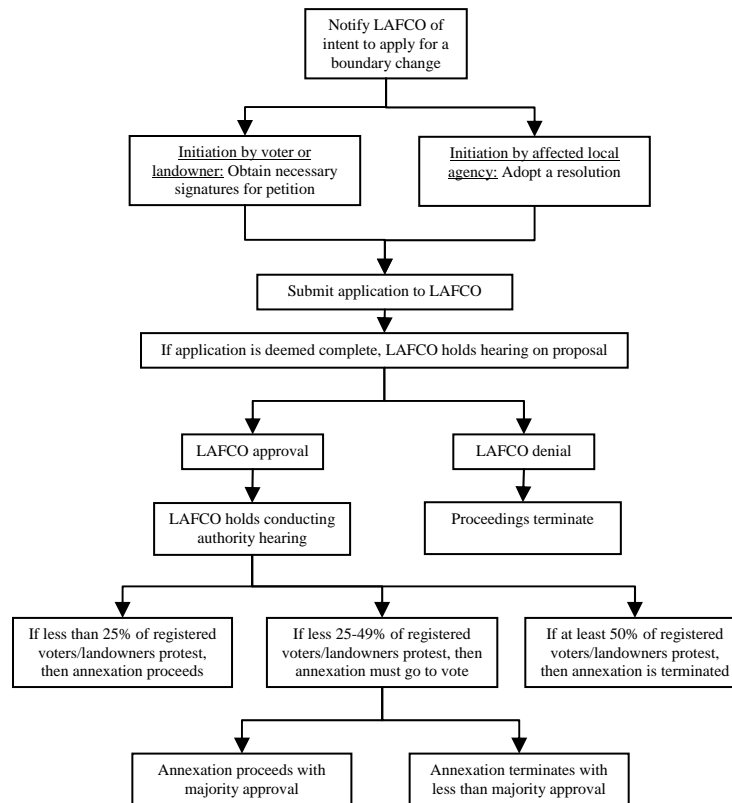 Notify LAFCO of
intent to apply for a
boundary change
Initiation by voter or
landowner: Obtain necessary
signatures for petition
Initiation by affected local
agency: Adopt a resolution
Submit application to LAFCO
If application is deemed complete, LAFCO holds hearing on proposal
LAFCO approval
LAFCO denial
LAFCO holds conducting
authority hearing
Proceedings terminate
If less than 25% of registered
voters/landowners protest,
then annexation proceeds
If less 25-49% of registered
voters/landowners protest, then
annexation must go to vote
If at least 50% of registered
voters/landowners protest,
then annexation is terminated
Annexation proceeds with
majority approval
Annexation terminates with
less than majority approval